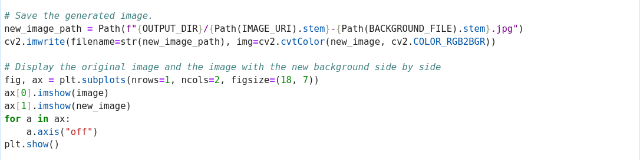 # Save the generated image.
new_image_path = Path(f"{OUTPUT_DIR}/{Path(IMAGE_URI).stem}-{Path(BACKGROUND_FILE).stem}.jpg")
cv2.imwrite(filename=str(new_image_path), img=cv2.cvtColor(new_image, cv2.COLOR_RGB2BGR))

# Display the original image and the image with the new background side by side
fig, ax = plt.subplots(nrows=1, ncols=2, figsize=(18, 7))
ax[0].imshow(image)
ax[1].imshow(new_image)
for a in ax:
    a.axis("off")
plt.show()